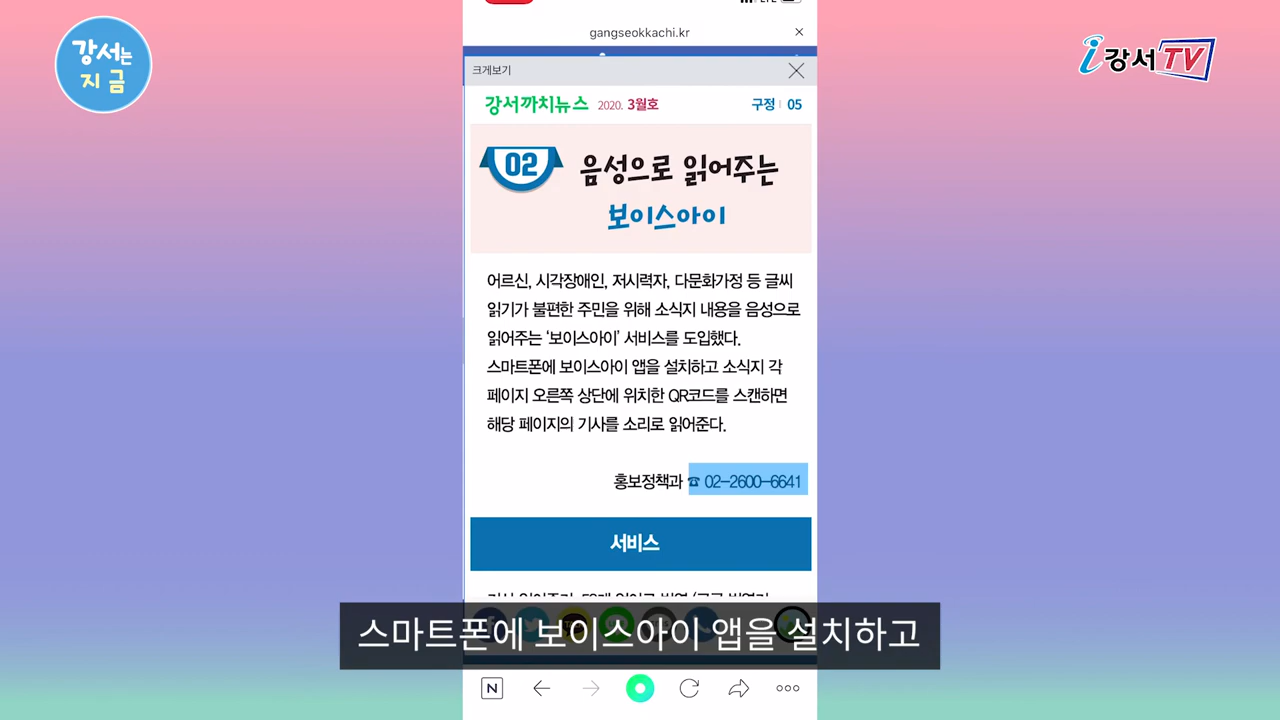 강서는
지금
i강서TV
gangseokkachi.kr
크게보기
강서까치뉴스 2020. 3월호 구정 05
02 음성으로 읽어주는
보이스아이
어르신, 시각장애인, 저시력자, 다문화가정 등 글씨
읽기가 불편한 주민을 위해 소식지 내용을 음성으로
읽어주는 ‘보이스아이’ 서비스를 도입했다.
스마트폰에 보이스아이 앱을 설치하고 소식지 각
페이지 오른쪽 상단에 위치한 QR코드를 스캔하면
해당 페이지의 기사를 소리로 읽어준다.
홍보정책과 ☎ 02-2600-6641
서비스
스마트폰에 보이스아이 앱을 설치하고
N